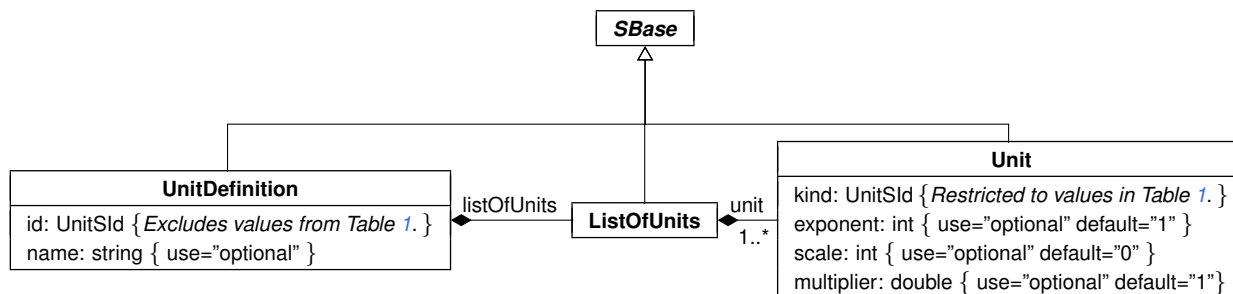 SBase
UnitDefinition
id: UnitSId {Excludes values from Table 1. }
name: string { use="optional" }
listOfUnits
ListOfUnits
unit
1..*
Unit
kind: UnitSId {Restricted to values in Table 1. }
exponent: int { use="optional" default="1" }
scale: int { use="optional" default="0" }
multiplier: double { use="optional" default="1"}